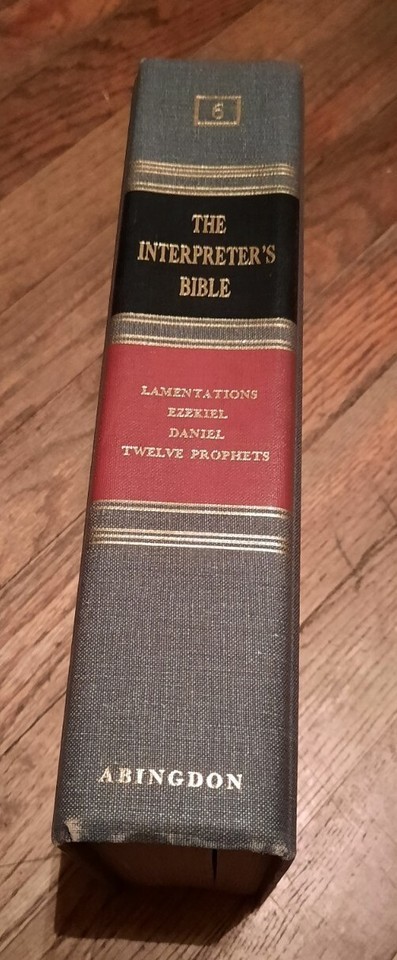 6
THE
INTERPRETER'S
BIBLE
LAMENTATIONS
EZEKIEL
DANIEL
TWELVE PROPHETS
ABINGDON